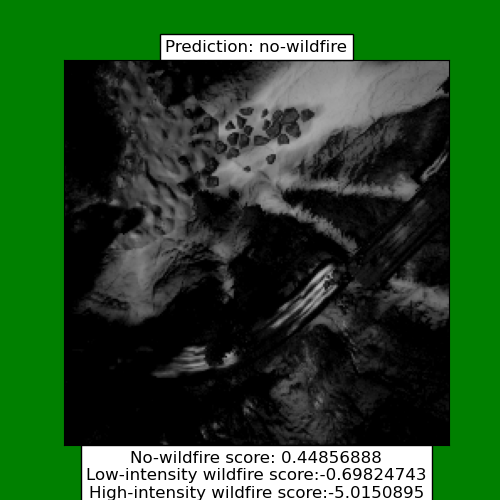 Prediction: no-wildfire
No-wildfire score: 0.44856888
Low-intensity wildfire score:-0.69824743
High-intensity wildfire score:-5.0150895